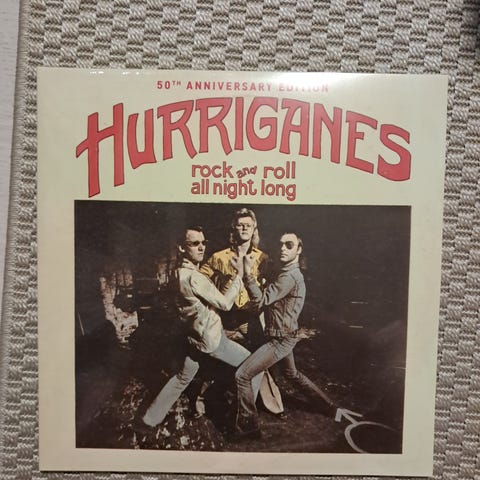 50TH ANNIVERSARY EDITION
HURRIGANES
rock and roll
all night long